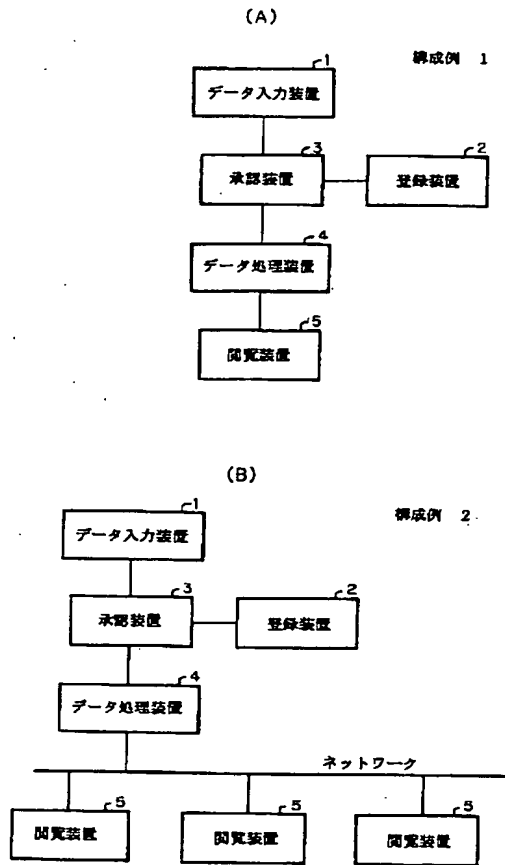 (A)
構成例 1
1
データ入力装置
3
承認装置
2
登録装置
4
データ処理装置
5
閲覧装置
(B)
構成例 2
1
データ入力装置
3
承認装置
2
登録装置
4
データ処理装置
ネットワーク
5
閲覧装置
5
閲覧装置
5
閲覧装置